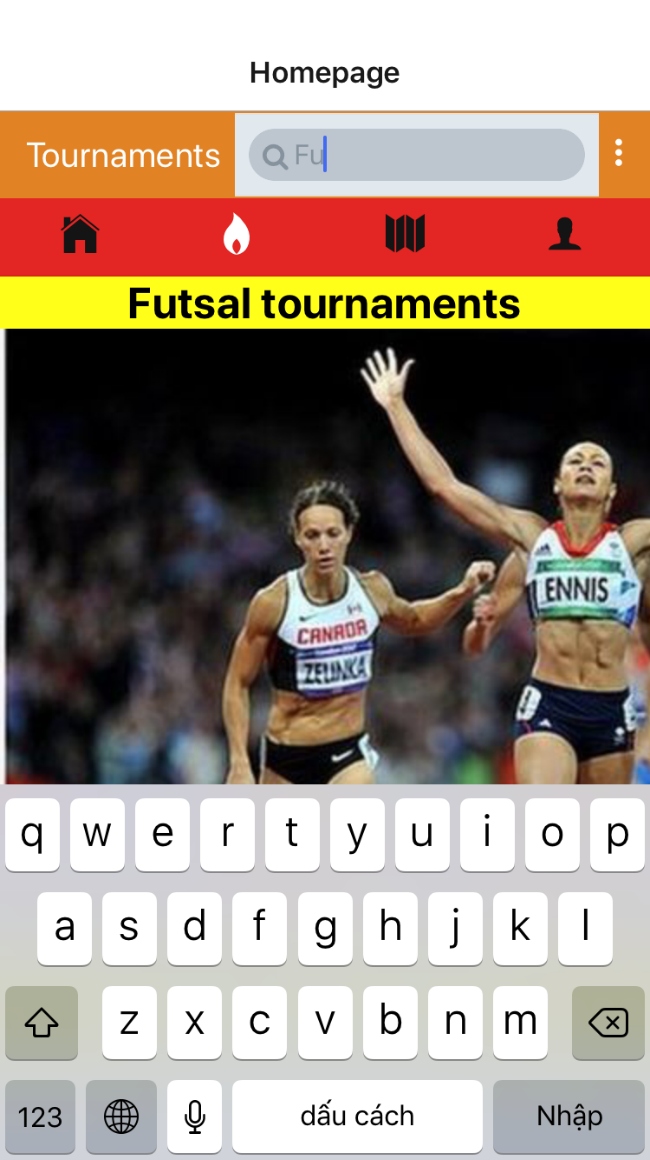 Homepage
Tournaments
Fu
Futsal tournaments
ENNIS
CANADA
ZELINKA
q w e r t y u i o p
a s d f g h j k l
z x c v b n m
123 dấu cách Nhập